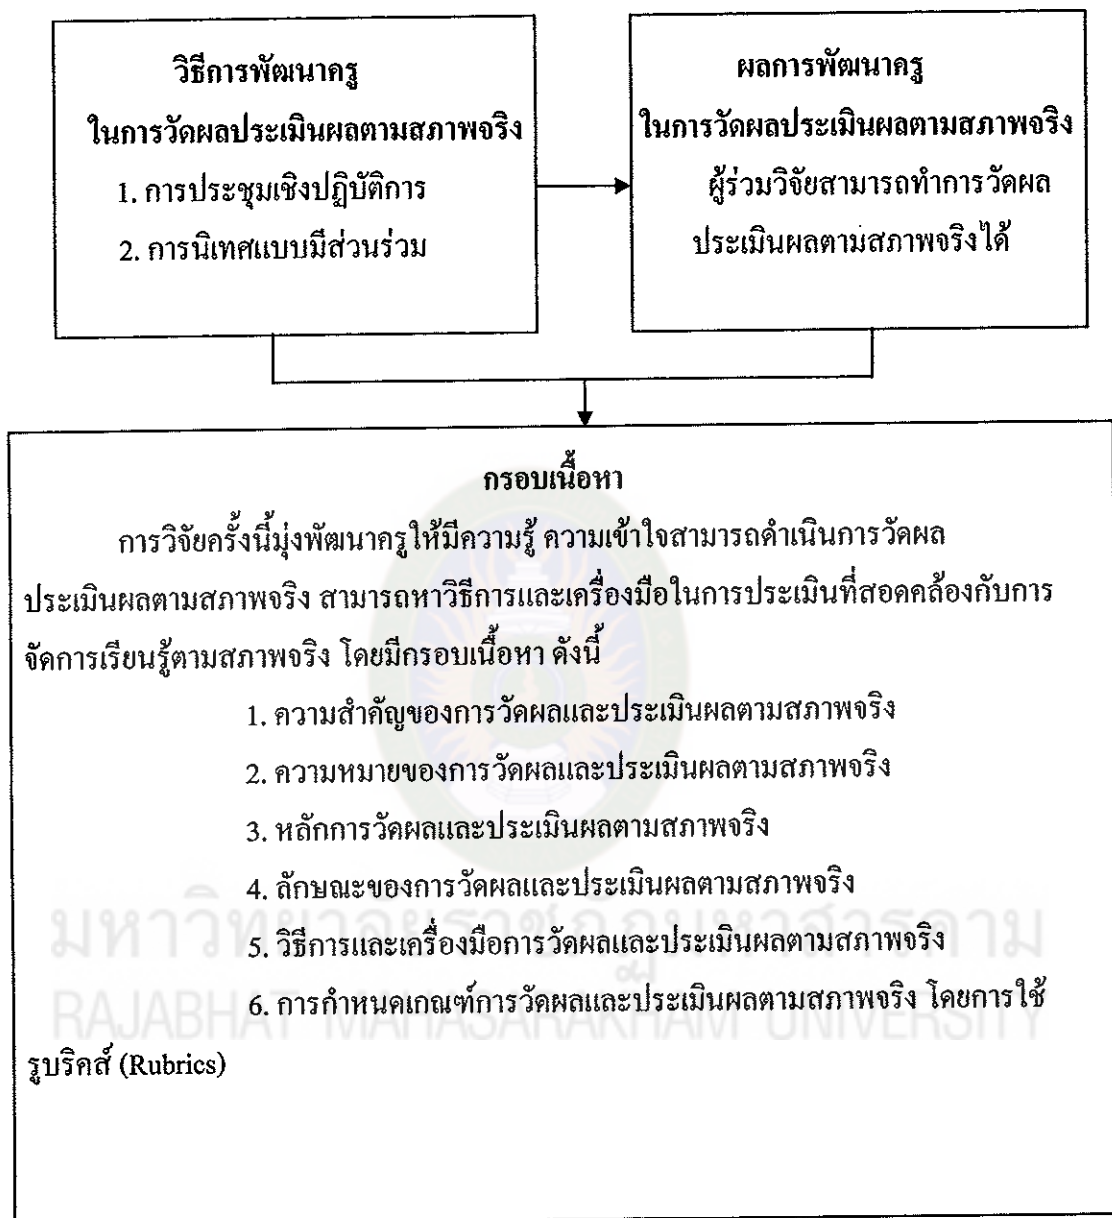 วิธีการพัฒนาครู
ในการวัดผลประเมินผลตามสภาพจริง
1. การประชุมเชิงปฏิบัติการ
2. การนิเทศแบบมีส่วนร่วม
ผลการพัฒนาครู
ในการวัดผลประเมินผลตามสภาพจริง
ผู้ร่วมวิจัยสามารถทำการวัดผล
ประเมินผลตามสภาพจริงได้
กรอบเนื้อหา
การวิจัยครั้งนี้มุ่งพัฒนาครูให้มีความรู้ ความเข้าใจสามารถดำเนินการวัดผล
ประเมินผลตามสภาพจริง สามารถหาวิธีการและเครื่องมือในการประเมินที่สอดคล้องกับการ
จัดการเรียนรู้ตามสภาพจริง โดยมีกรอบเนื้อหา ดังนี้
1. ความสำคัญของการวัดผลและประเมินผลตามสภาพจริง
2. ความหมายของการวัดผลและประเมินผลตามสภาพจริง
3. หลักการวัดผลและประเมินผลตามสภาพจริง
4. ลักษณะของการวัดผลและประเมินผลตามสภาพจริง
มหาวิทยาลัยราชภัฏมหาสารคาม
5. วิธีการและเครื่องมือการวัดผลและประเมินผลตามสภาพจริง
RAJABHAT MAHASARAKHAM UNIVERSITY
6. การกำหนดเกณฑ์การวัดผลและประเมินผลตามสภาพจริง โดยการใช้
รูบริคส์ (Rubrics)